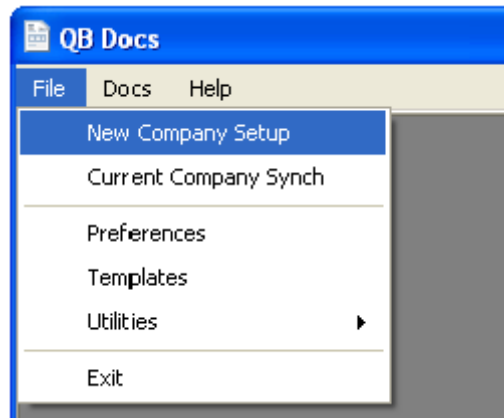 QB Docs
File Docs Help
New Company Setup
Current Company Synch
Preferences
Templates
Utilities
Exit